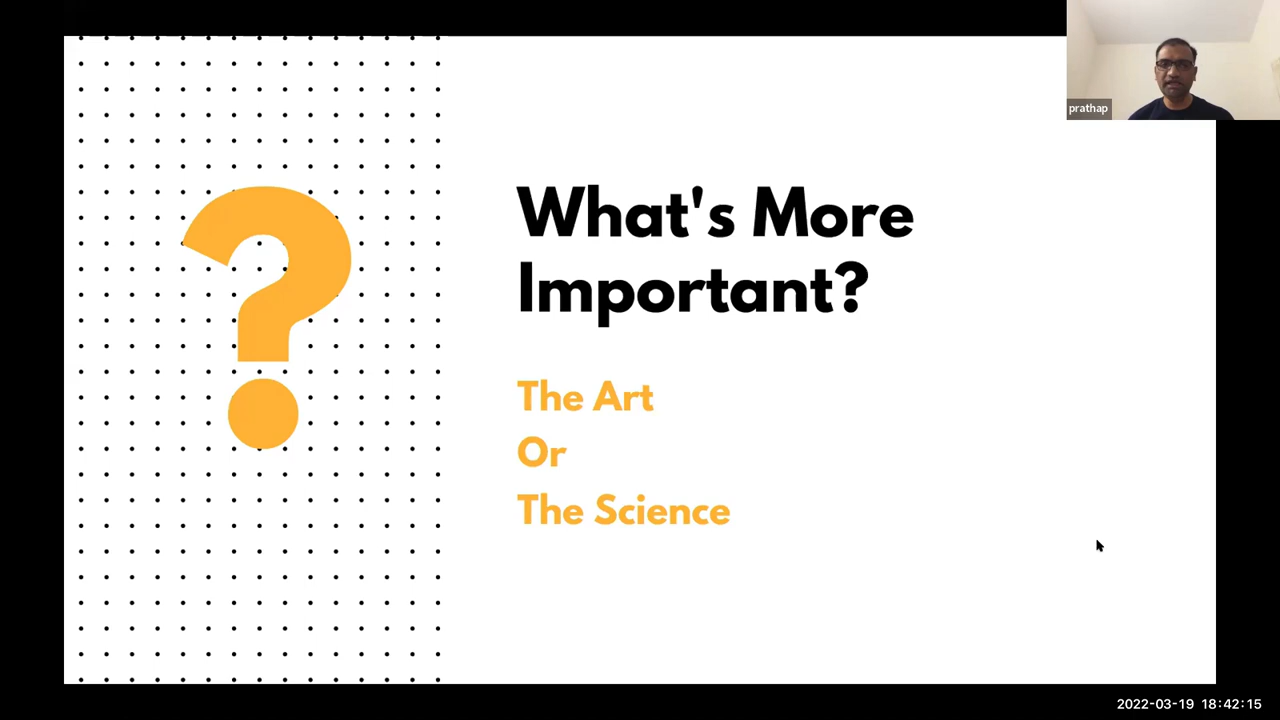 prathap
?
What's More
Important?
The Art
Or
The Science
2022-03-19 18:42:15